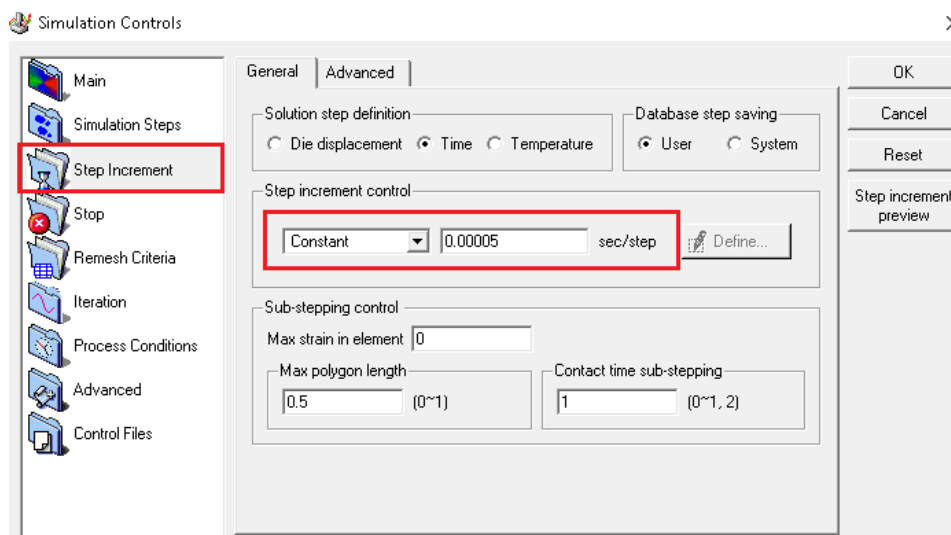 Simulation Controls
Main
Simulation Steps
Step Increment
Stop
Remesh Criteria
Iteration
Process Conditions
Advanced
Control Files
General
Advanced
Solution step definition
Die displacement
Time
Temperature
Database step saving
User
System
Step increment control
Constant
0.00005
sec/step
Define...
Sub-stepping control
Max strain in element
0
Max polygon length
0.5
(0~1)
Contact time sub-stepping
1
(0~1, 2)
OK
Cancel
Reset
Step increment
preview